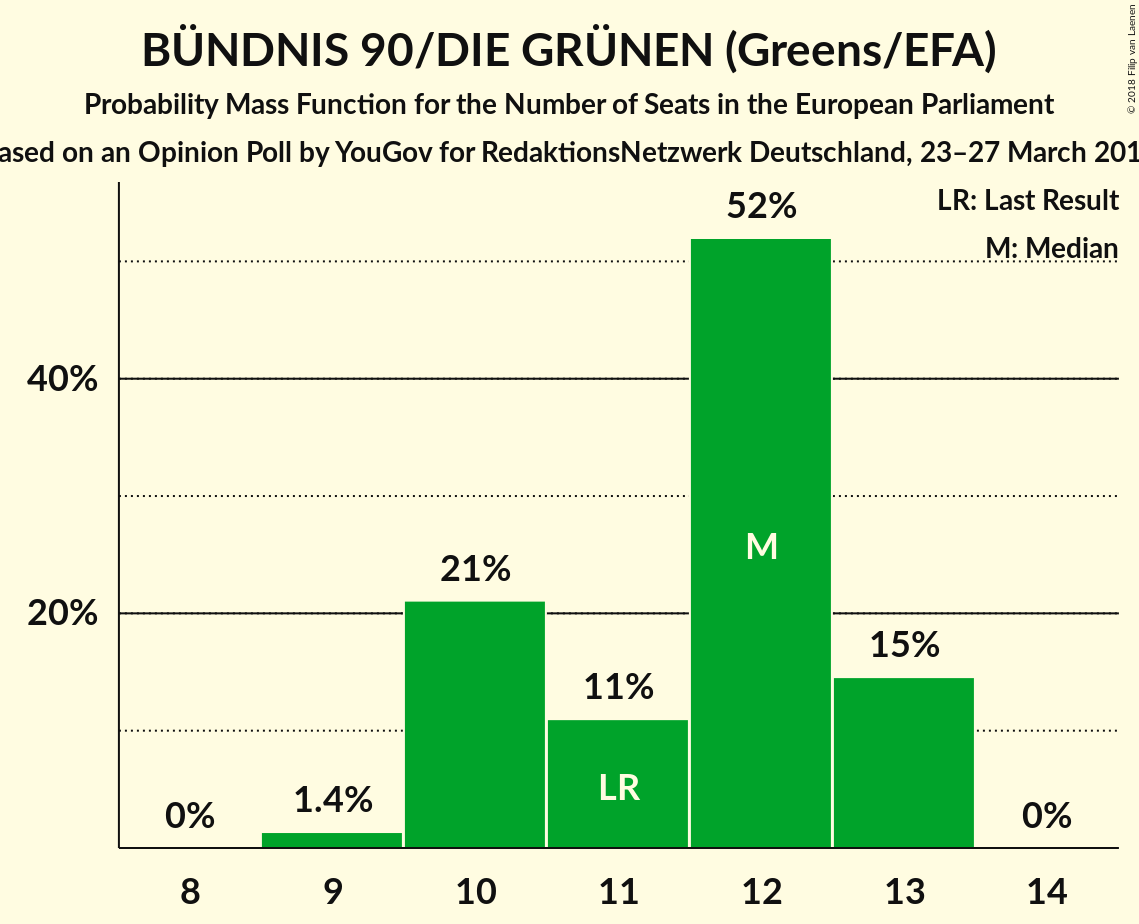 BÜNDNIS 90/DIE GRÜNEN (Greens/EFA)
Probability Mass Function for the Number of Seats in the European Parliament
ased on an Opinion Poll by YouGov for RedaktionsNetzwerk Deutschland, 23–27 March 201
© 2018 Filip van Laenen
LR: Last Result
M: Median
52%
40%
M
21%
20%
15%
11%
LR
1.4%
0%
0%
8 9 10 11 12 13 14